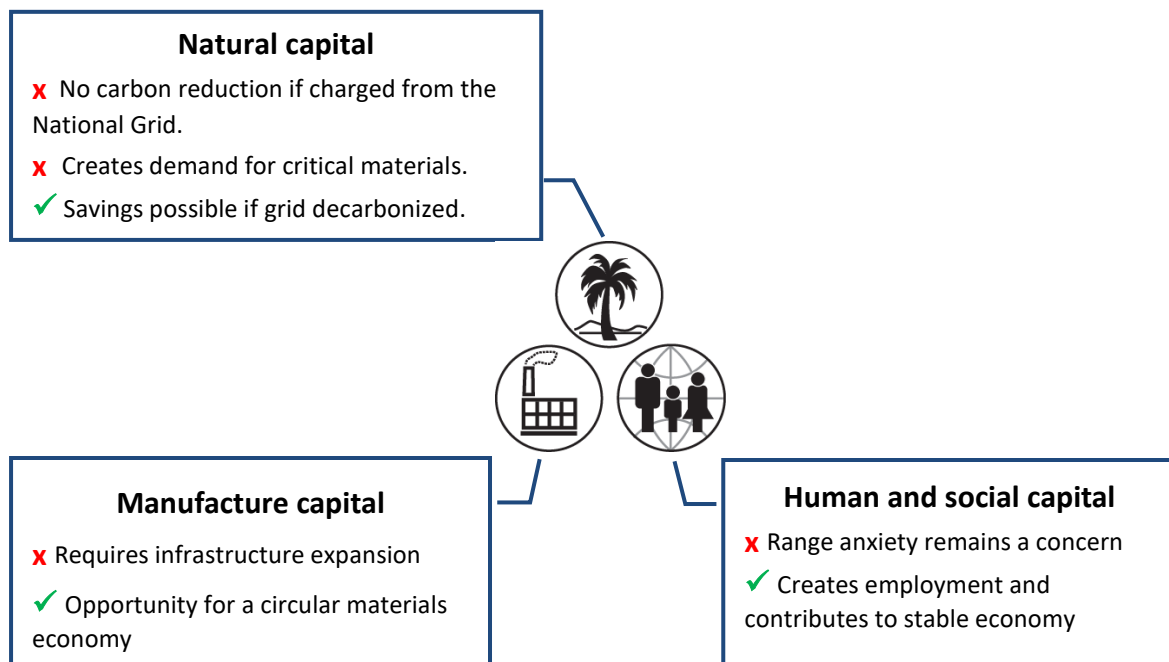 Natural capital
x No carbon reduction if charged from the
National Grid.
x Creates demand for critical materials.
✓ Savings possible if grid decarbonized.
Manufacture capital
x Requires infrastructure expansion
✓ Opportunity for a circular materials
economy
Human and social capital
x Range anxiety remains a concern
✓ Creates employment and
contributes to stable economy